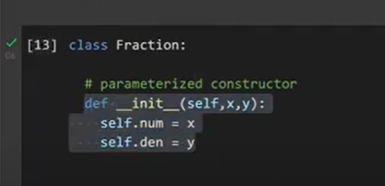 [13] class Fraction:
# parameterized constructor
def __init__(self,x,y):
self.num = x
self.den = y